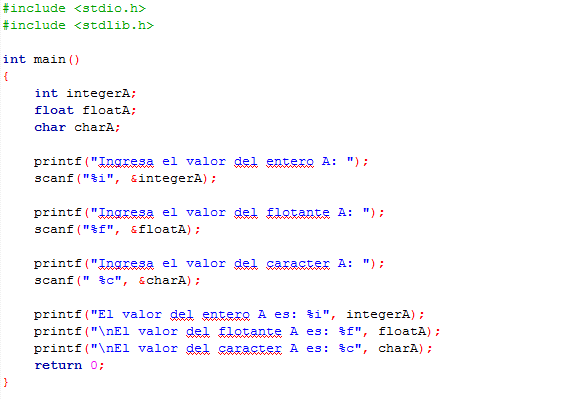 #include <stdio.h>
#include <stdlib.h>
int main()
{
int integerA;
float floatA;
char charA;
printf("Ingresa el valor del entero A: ");
scanf("%i", &integerA);
printf("Ingresa el valor del flotante A: ");
scanf("%f", &floatA);
printf("Ingresa el valor del caracter A: ");
scanf(" %c", &charA);
printf("El valor del entero A es: %i", integerA);
printf("\nEl valor del flotante A es: %f", floatA);
printf("\nEl valor del caracter A es: %c", charA);
return 0;
}